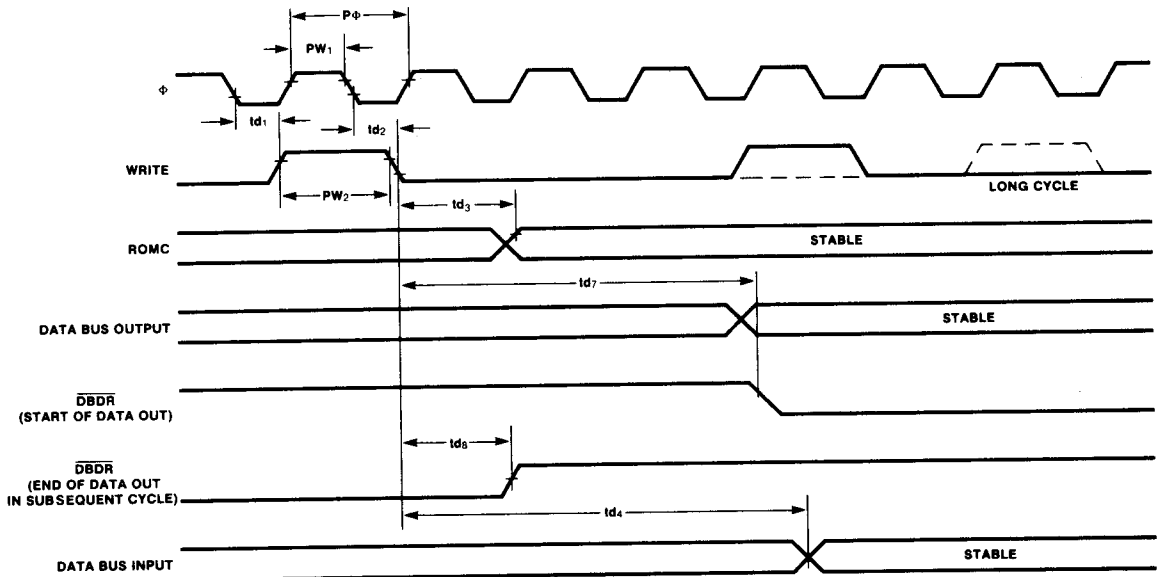 PΦ
PW₁
Φ
td₁
td₂
WRITE
PW₂
LONG CYCLE
td₃
ROMC
STABLE
td₇
DATA BUS OUTPUT
STABLE
DBDR
(START OF DATA OUT)
td₈
DBDR
(END OF DATA OUT
IN SUBSEQUENT CYCLE)
td₄
DATA BUS INPUT
STABLE